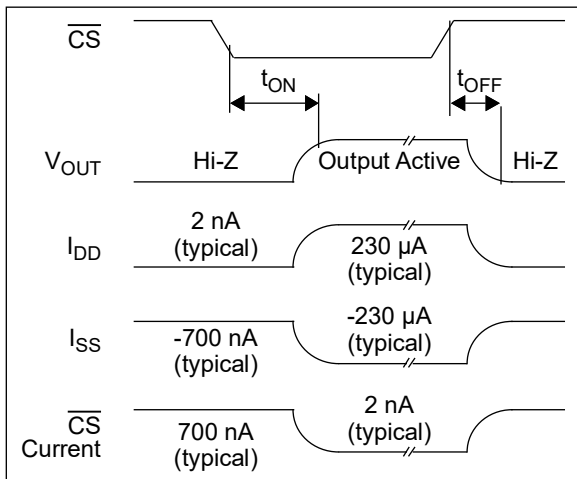 CS
tON
tOFF
VOUT
Hi-Z
Output Active
Hi-Z
IDD
2 nA
(typical)
230 µA
(typical)
ISS
-700 nA
(typical)
-230 µA
(typical)
CS
Current
700 nA
(typical)
2 nA
(typical)